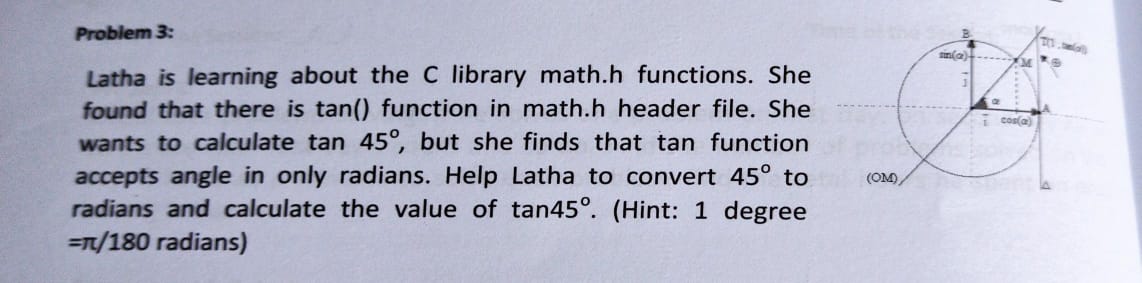 Problem 3:
Latha is learning about the C library math.h functions. She
found that there is tan() function in math.h header file. She
wants to calculate tan 45°, but she finds that tan function
accepts angle in only radians. Help Latha to convert 45° to
radians and calculate the value of tan45°. (Hint: 1 degree
=π/180 radians)
B
T(1, tan(α))
sin(α)
M
α
A
cos(α)
(OM)